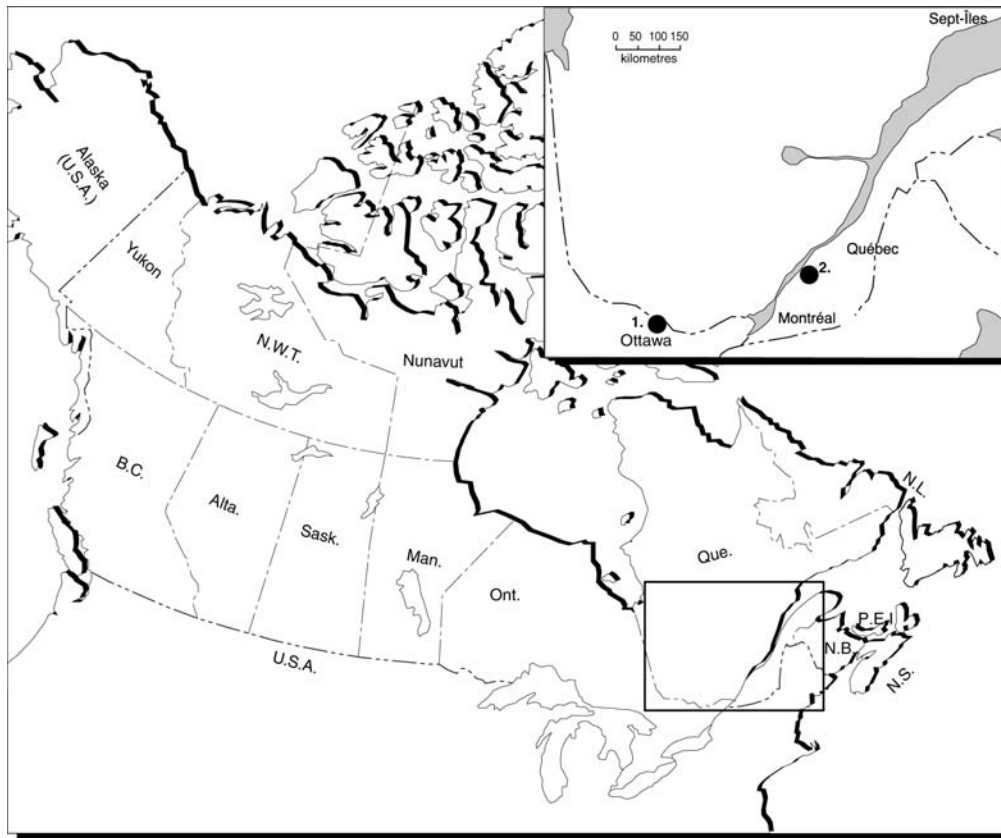 Sept-Îles
0 50 100 150
kilometres
Québec
2.
Montréal
1.
Ottawa
Alaska
(U.S.A.)
Yukon
N.W.T.
Nunavut
B.C.
Alta.
Sask.
Man.
Ont.
Que.
N.L.
P.E.I
N.B.
N.S.
U.S.A.